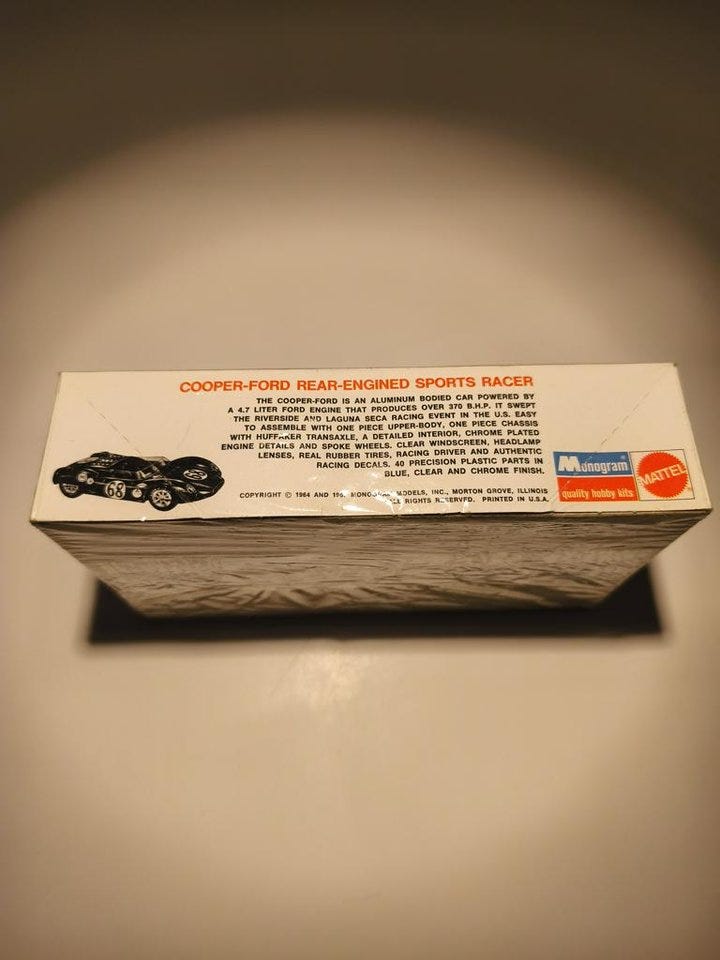 COOPER-FORD REAR-ENGINED SPORTS RACER
THE COOPER-FORD IS AN ALUMINUM BODIED CAR POWERED BY
A 4.7 LITER FORD ENGINE THAT PRODUCES OVER 370 B.H.P. IT SWEPT
THE RIVERSIDE AND LAGUNA SECA RACING EVENT IN THE U.S. EASY
TO ASSEMBLE WITH ONE PIECE UPPER-BODY, ONE PIECE CHASSIS
WITH HUFFAKER TRANSAXLE, A DETAILED INTERIOR, CHROME PLATED
ENGINE DETAILS AND SPOKE WHEELS. CLEAR WINDSCREEN, HEADLAMP
LENSES, REAL RUBBER TIRES, RACING DRIVER AND AUTHENTIC
RACING DECALS. 40 PRECISION PLASTIC PARTS IN
BLUE, CLEAR AND CHROME FINISH.
COPYRIGHT © 1964 AND MONOGRAM MODELS, INC., MORTON GROVE, ILLINOIS
ALL RIGHTS RESERVED. PRINTED IN U.S.A.
68
Monogram
quality hobby kits
MATTEL